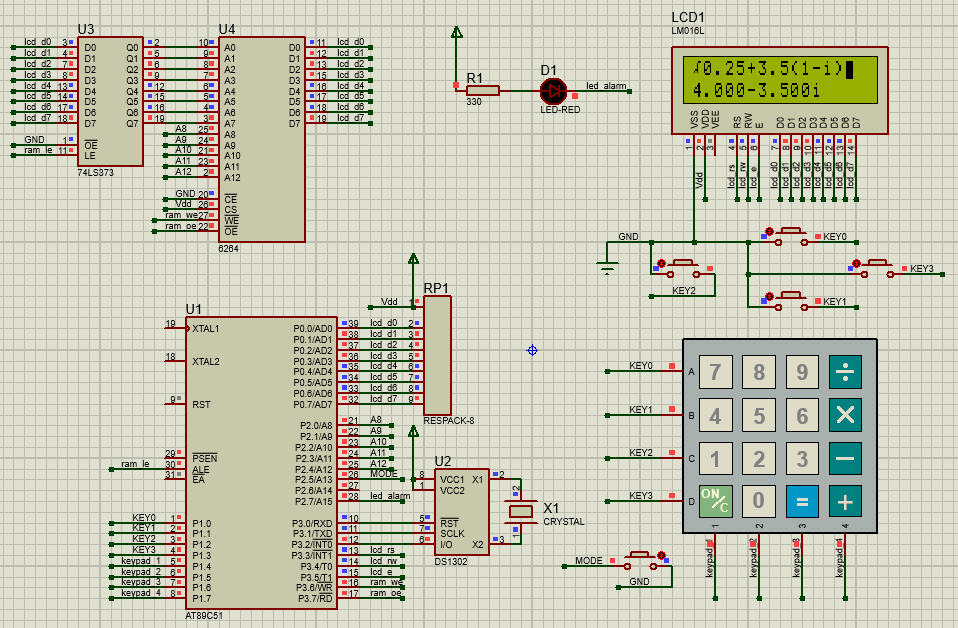 U3
lcd_d0 3 D0 Q0 2
lcd_d1 4 D1 Q1 5
lcd_d2 7 D2 Q2 6
lcd_d3 8 D3 Q3 9
lcd_d4 13 D4 Q4 12
lcd_d5 14 D5 Q5 15
lcd_d6 17 D6 Q6 16
lcd_d7 18 D7 Q7 19
GND 1 OE
ram_le 11 LE
74LS373
U4
10 A0 D0 11 lcd_d0
9 A1 D1 12 lcd_d1
8 A2 D2 13 lcd_d2
7 A3 D3 15 lcd_d3
6 A4 D4 16 lcd_d4
5 A5 D5 17 lcd_d5
4 A6 D6 18 lcd_d6
3 A7 D7 19 lcd_d7
A8 25 A8
A9 24 A9
A10 21 A10
A11 23 A11
A12 2 A12
GND 20 CE
Vdd 26 CS
ram_we 27 WE
ram_oe 22 OE
6264
R1
330
D1
LED-RED
led_alarm
LCD1
LM016L
√0.25+3.5(1-i)
4.000-3.500i
VSS VDD VEE RS RW E D0 D1 D2 D3 D4 D5 D6 D7
1 2 3 4 5 6 7 8 9 10 11 12 13 14
Vdd lcd_rs lcd_rw lcd_e lcd_d0 lcd_d1 lcd_d2 lcd_d3 lcd_d4 lcd_d5 lcd_d6 lcd_d7
GND
KEY0
KEY3
KEY2
KEY1
U1
19 XTAL1
18 XTAL2
9 RST
29 PSEN
ram_le 30 ALE
31 EA
KEY0 1 P1.0
KEY1 2 P1.1
KEY2 3 P1.2
KEY3 4 P1.3
keypad_1 5 P1.4
keypad_2 6 P1.5
keypad_3 7 P1.6
keypad_4 8 P1.7
P0.0/AD0 39 lcd_d0
P0.1/AD1 38 lcd_d1
P0.2/AD2 37 lcd_d2
P0.3/AD3 36 lcd_d3
P0.4/AD4 35 lcd_d4
P0.5/AD5 34 lcd_d5
P0.6/AD6 33 lcd_d6
P0.7/AD7 32 lcd_d7
P2.0/A8 21 A8
P2.1/A9 22 A9
P2.2/A10 23 A10
P2.3/A11 24 A11
P2.4/A12 25 A12
P2.5/A13 26 MODE
P2.6/A14 27
P2.7/A15 28 led_alarm
P3.0/RXD 10
P3.1/TXD 11
P3.2/INT0 12
P3.3/INT1 13 lcd_rs
P3.4/T0 14 lcd_rw
P3.5/T1 15 lcd_e
P3.6/WR 16 ram_we
P3.7/RD 17 ram_oe
AT89C51
RP1
Vdd 1
2
3
4
5
6
7
8
9
RESPACK-8
U2
8 VCC1 X1 2
1 VCC2
5 RST
7 SCLK
6 I/O X2 3
DS1302
2
X1
CRYSTAL
1
MODE
GND
KEY0 A 7 8 9 ÷
KEY1 B 4 5 6 ×
KEY2 C 1 2 3 −
KEY3 D ON/C 0 = +
1 2 3 4
keypad_1 keypad_2 keypad_3 keypad_4